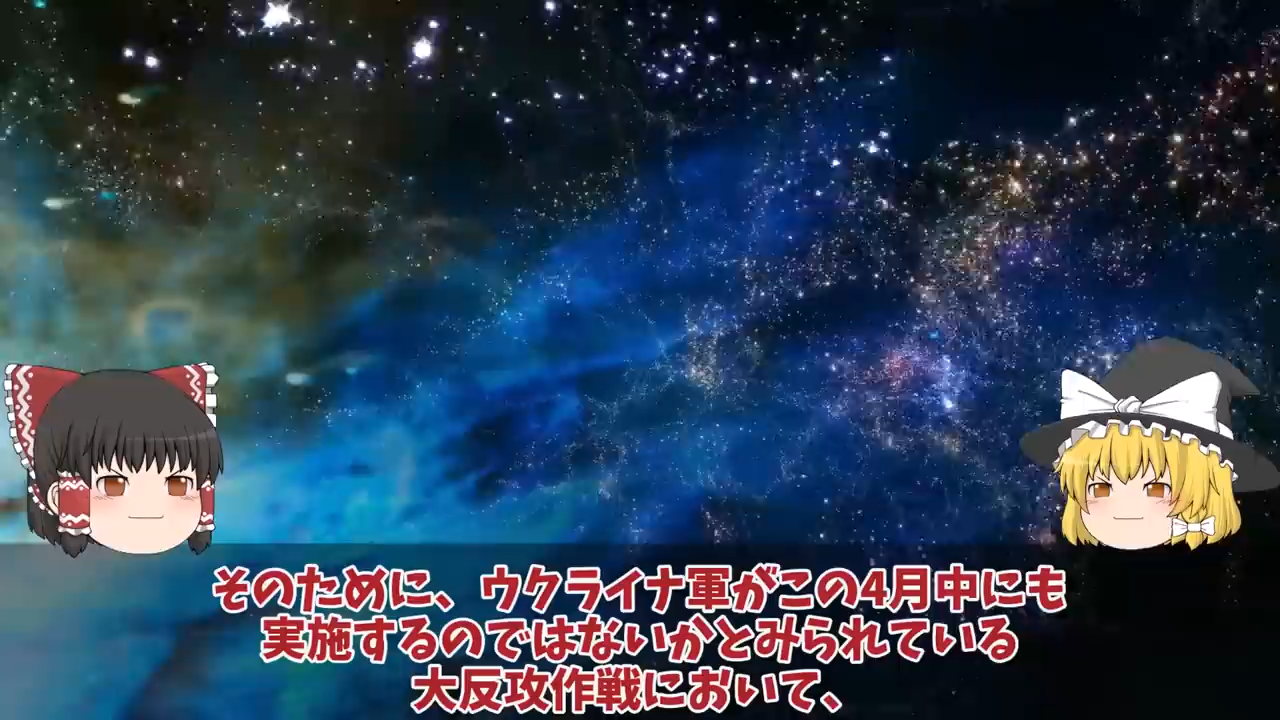 そのために、ウクライナ軍がこの4月中にも
実施するのではないかとみられている
大反攻作戦において、